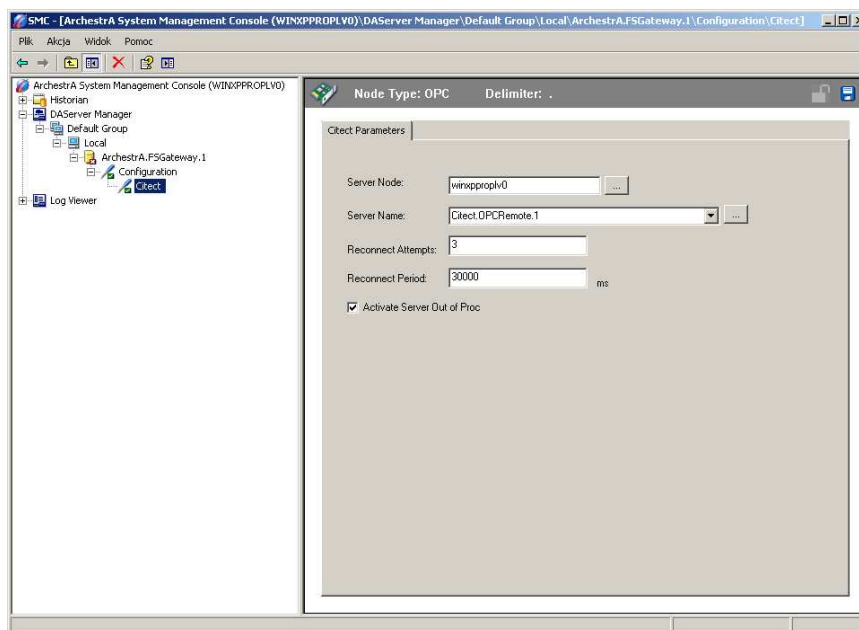 SMC - [ArchestrA System Management Console (WINXPPROPLV0)\DAServer Manager\Default Group\Local\ArchestrA.FSGateway.1\Configuration\Citect]
Plik Akcja Widok Pomoc
ArchestrA System Management Console (WINXPPROPLV0)
Historian
DAServer Manager
Default Group
Local
ArchestrA.FSGateway.1
Configuration
Citect
Log Viewer
Node Type: OPC Delimiter: .
Citect Parameters
Server Node: winxpproplv0 ...
Server Name: Citect.OPCRemote.1 ...
Reconnect Attempts: 3
Reconnect Period: 30000 ms
Activate Server Out of Proc